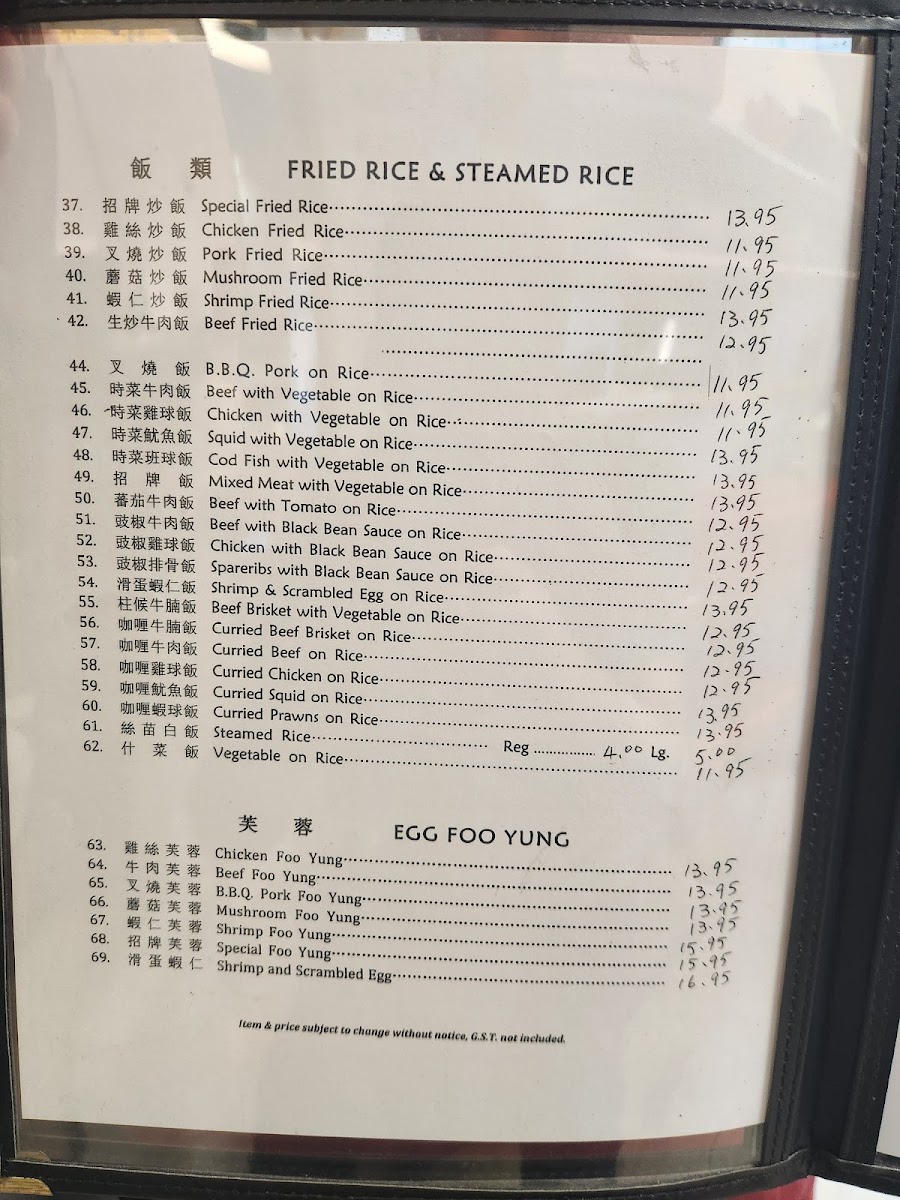 飯 類 FRIED RICE & STEAMED RICE
37. 招牌炒飯 Special Fried Rice 13.95
38. 雞絲炒飯 Chicken Fried Rice 11.95
39. 叉燒炒飯 Pork Fried Rice 11.95
40. 蘑菇炒飯 Mushroom Fried Rice 11.95
41. 蝦仁炒飯 Shrimp Fried Rice 13.95
42. 生炒牛肉飯 Beef Fried Rice 12.95
44. 叉燒飯 B.B.Q. Pork on Rice 11.95
45. 時菜牛肉飯 Beef with Vegetable on Rice 11.95
46. 時菜雞球飯 Chicken with Vegetable on Rice 11.95
47. 時菜魷魚飯 Squid with Vegetable on Rice 13.95
48. 時菜班球飯 Cod Fish with Vegetable on Rice 13.95
49. 招牌飯 Mixed Meat with Vegetable on Rice 13.95
50. 蕃茄牛肉飯 Beef with Tomato on Rice 12.95
51. 豉椒牛肉飯 Beef with Black Bean Sauce on Rice 12.95
52. 豉椒雞球飯 Chicken with Black Bean Sauce on Rice 12.95
53. 豉椒排骨飯 Spareribs with Black Bean Sauce on Rice 12.95
54. 滑蛋蝦仁飯 Shrimp & Scrambled Egg on Rice 13.95
55. 柱候牛腩飯 Beef Brisket with Vegetable on Rice 12.95
56. 咖喱牛腩飯 Curried Beef Brisket on Rice 12.95
57. 咖喱牛肉飯 Curried Beef on Rice 12.95
58. 咖喱雞球飯 Curried Chicken on Rice 12.95
59. 咖喱魷魚飯 Curried Squid on Rice 13.95
60. 咖喱蝦球飯 Curried Prawns on Rice 13.95
61. 絲苗白飯 Steamed Rice Reg 4.00 Lg. 5.00
62. 什菜飯 Vegetable on Rice 11.95
芙 蓉 EGG FOO YUNG
63. 雞絲芙蓉 Chicken Foo Yung 13.95
64. 牛肉芙蓉 Beef Foo Yung 13.95
65. 叉燒芙蓉 B.B.Q. Pork Foo Yung 13.95
66. 蘑菇芙蓉 Mushroom Foo Yung 13.95
67. 蝦仁芙蓉 Shrimp Foo Yung 15.95
68. 招牌芙蓉 Special Foo Yung 15.95
69. 滑蛋蝦仁 Shrimp and Scrambled Egg 16.95
Item & price subject to change without notice, G.S.T. not included.